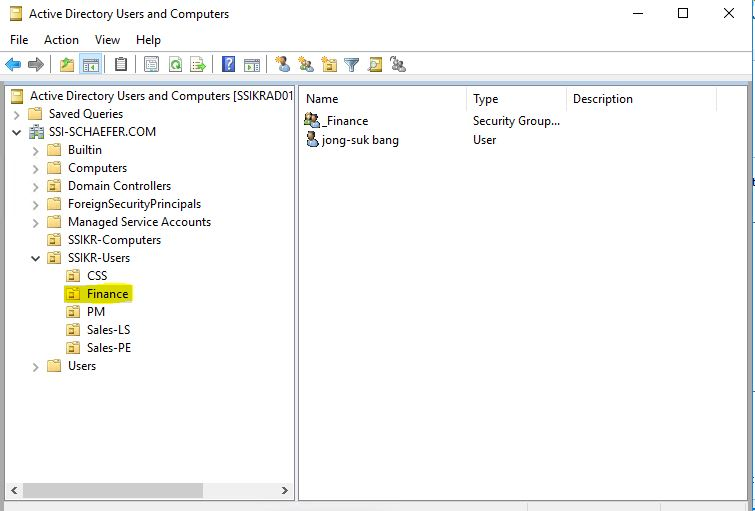 Active Directory Users and Computers
File Action View Help
Active Directory Users and Computers [SSIKRAD01
Saved Queries
SSI-SCHAEFER.COM
Builtin
Computers
Domain Controllers
ForeignSecurityPrincipals
Managed Service Accounts
SSIKR-Computers
SSIKR-Users
CSS
Finance
PM
Sales-LS
Sales-PE
Users
Name Type Description
_Finance Security Group...
jong-suk bang User